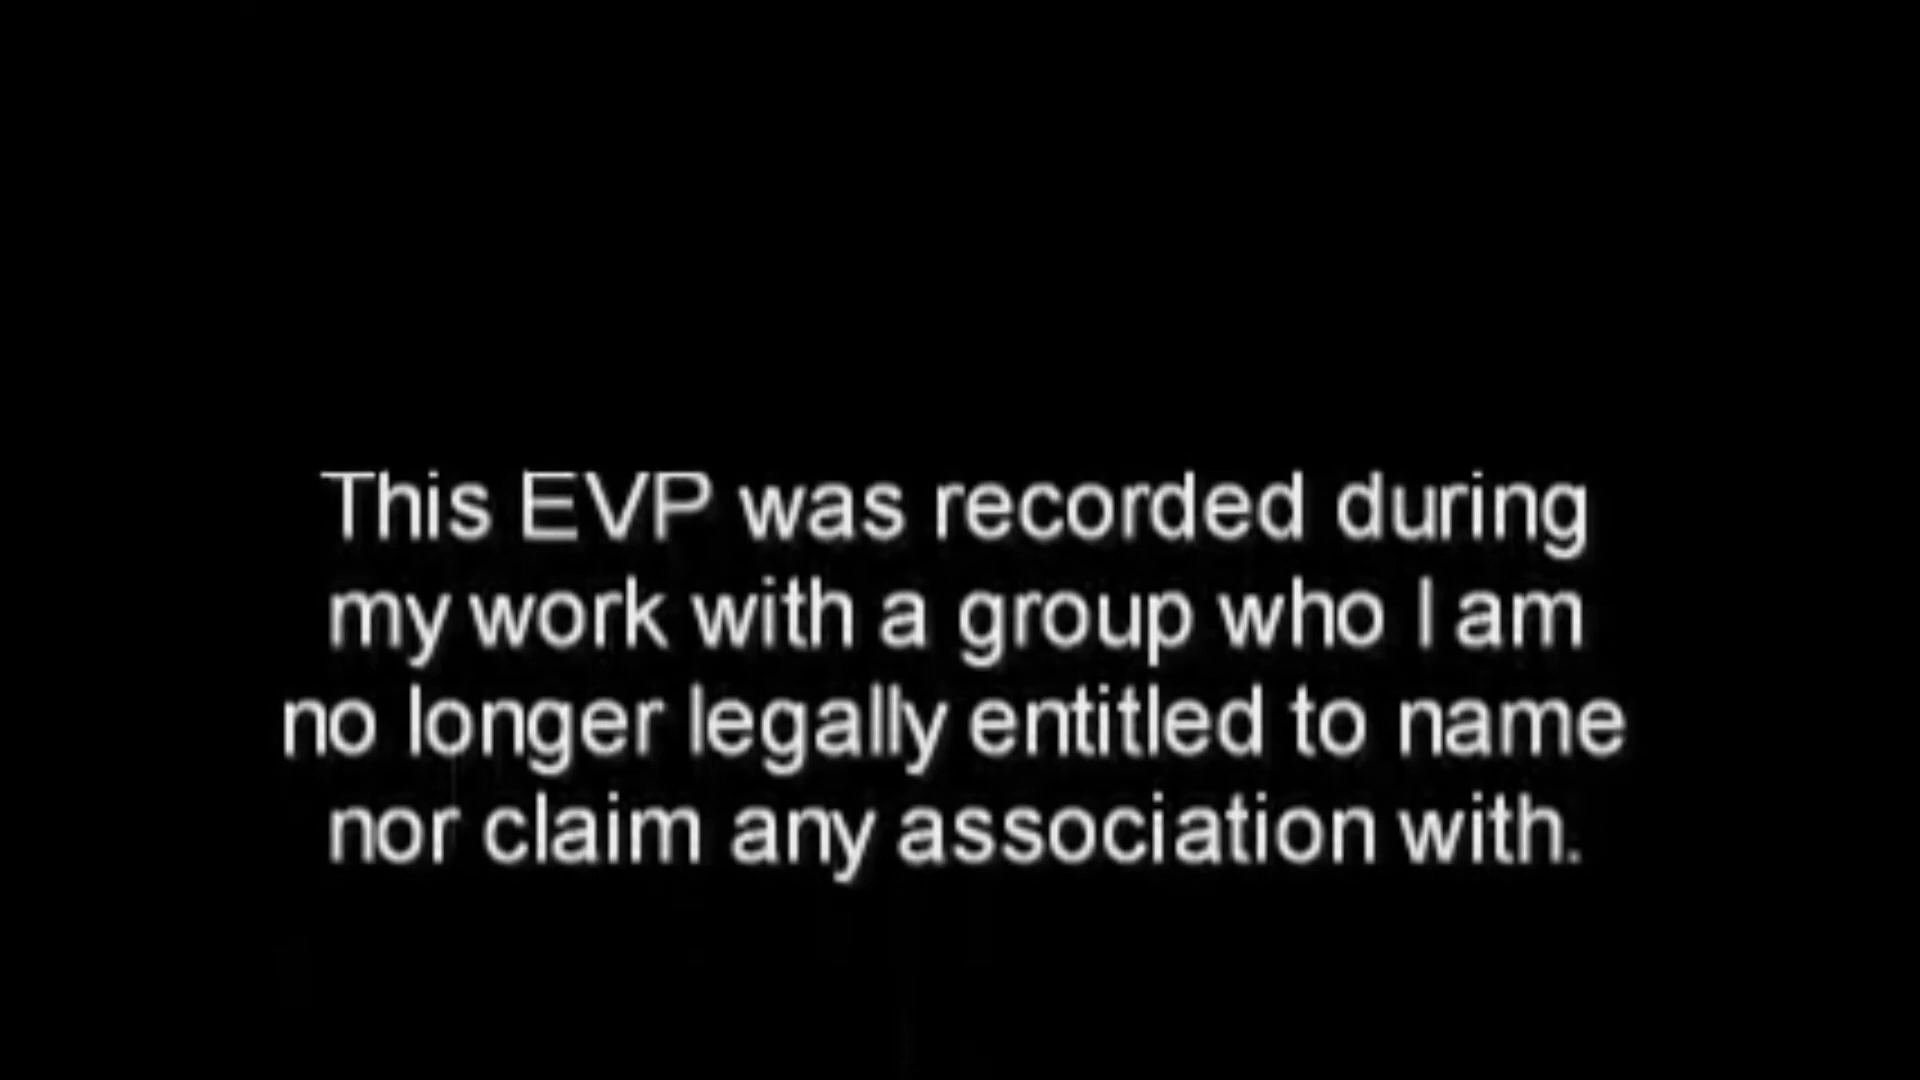 This EVP was recorded during
my work with a group who I am
no longer legally entitled to name
nor claim any association with.